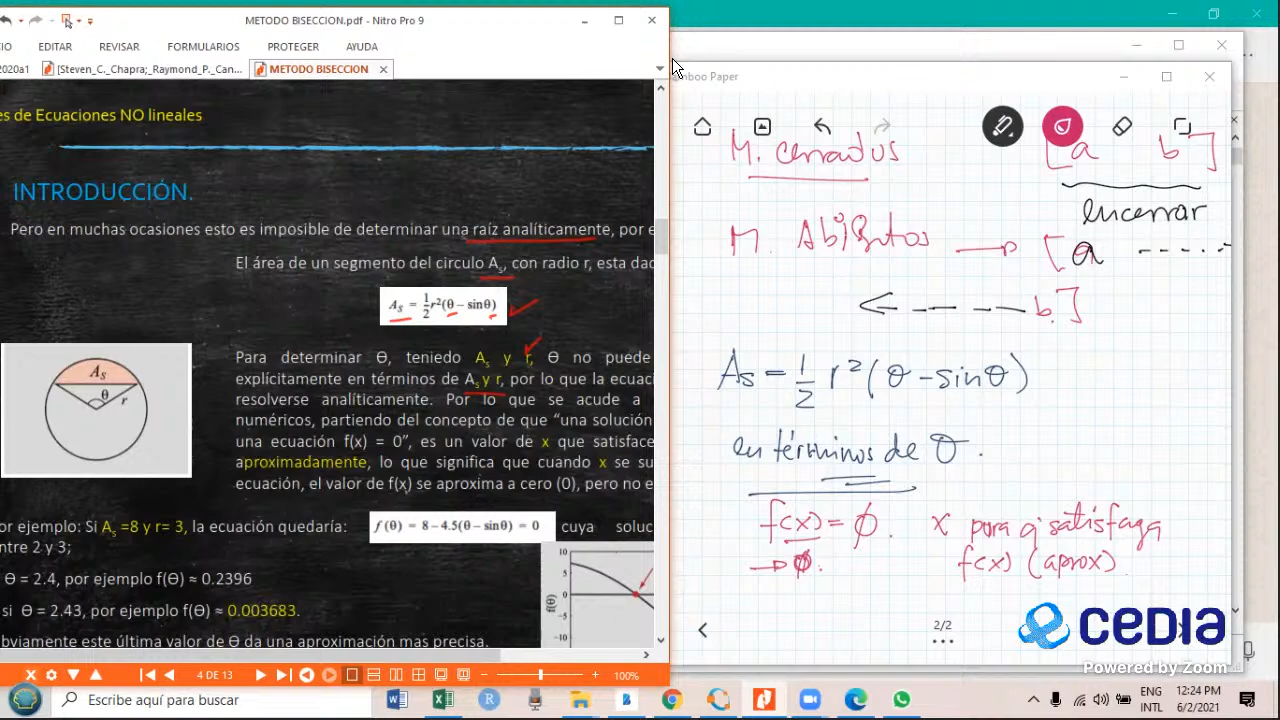 METODO BISECCION.pdf - Nitro Pro 9
CIO EDITAR REVISAR FORMULARIOS PROTEGER AYUDA
2020a1 [Steven_C._Chapra;_Raymond_P._Can... METODO BISECCION
es de Ecuaciones NO lineales
INTRODUCCIÓN.
Pero en muchas ocasiones esto es imposible de determinar una raíz analíticamente, por e
El área de un segmento del circulo As, con radio r, esta dad
As = 1/2 r²(θ – sinθ)
As
θ
r
Para determinar Ɵ, teniedo As y r, Ɵ no puede
explícitamente en términos de As y r, por lo que la ecuaci
resolverse analíticamente. Por lo que se acude a
numéricos, partiendo del concepto de que “una solución
una ecuación f(x) = 0”, es un valor de x que satisface
aproximadamente, lo que significa que cuando x se su
ecuación, el valor de f(x) se aproxima a cero (0), pero no e
or ejemplo: Si As =8 y r= 3, la ecuación quedaría: f(θ) = 8 – 4.5(θ – sinθ) = 0 cuya soluc
entre 2 y 3;
Ɵ = 2.4, por ejemplo f(Ɵ) ≈ 0.2396
si Ɵ = 2.43, por ejemplo f(Ɵ) ≈ 0.003683.
bviamente este última valor de Ɵ da una aproximación mas precisa.
10
5
0
−5
−10
f(θ)
4 DE 13
100%
mboo Paper
M. cerrados [a b]
encerrar
M. Abiertos → [a ----
← ---- b.]
As = 1/2 r²(θ - sinθ)
en términos de θ.
f(x) = ∅. x para q' satisfaga
→ ∅. f(x) (aprox)
2/2
cedia
Powered by Zoom
Escribe aquí para buscar
ENG
INTL
12:24 PM
6/2/2021